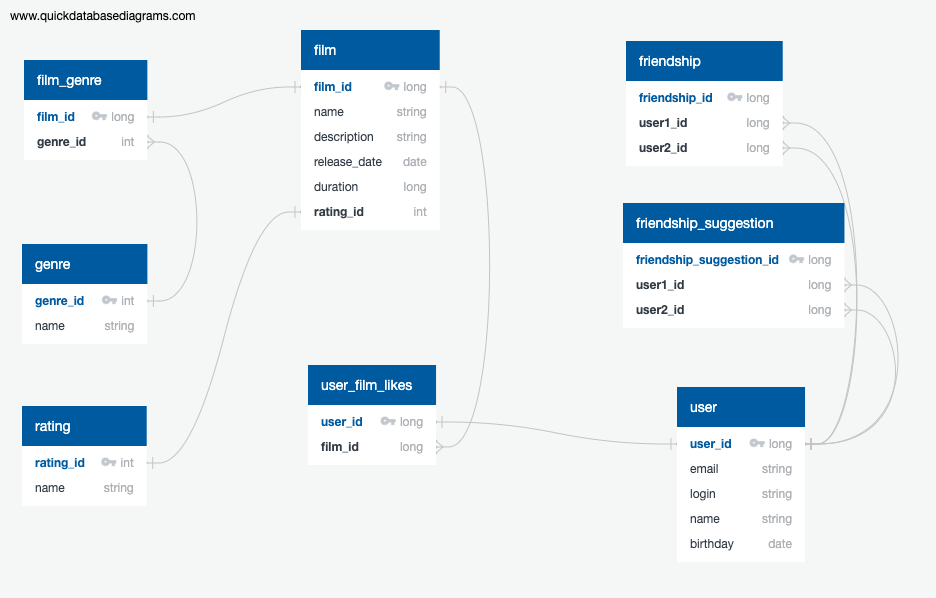 www.quickdatabasediagrams.com
film_genre
film_id long
genre_id int
genre
genre_id int
name string
rating
rating_id int
name string
film
film_id long
name string
description string
release_date date
duration long
rating_id int
user_film_likes
user_id long
film_id long
friendship
friendship_id long
user1_id long
user2_id long
friendship_suggestion
friendship_suggestion_id long
user1_id long
user2_id long
user
user_id long
email string
login string
name string
birthday date